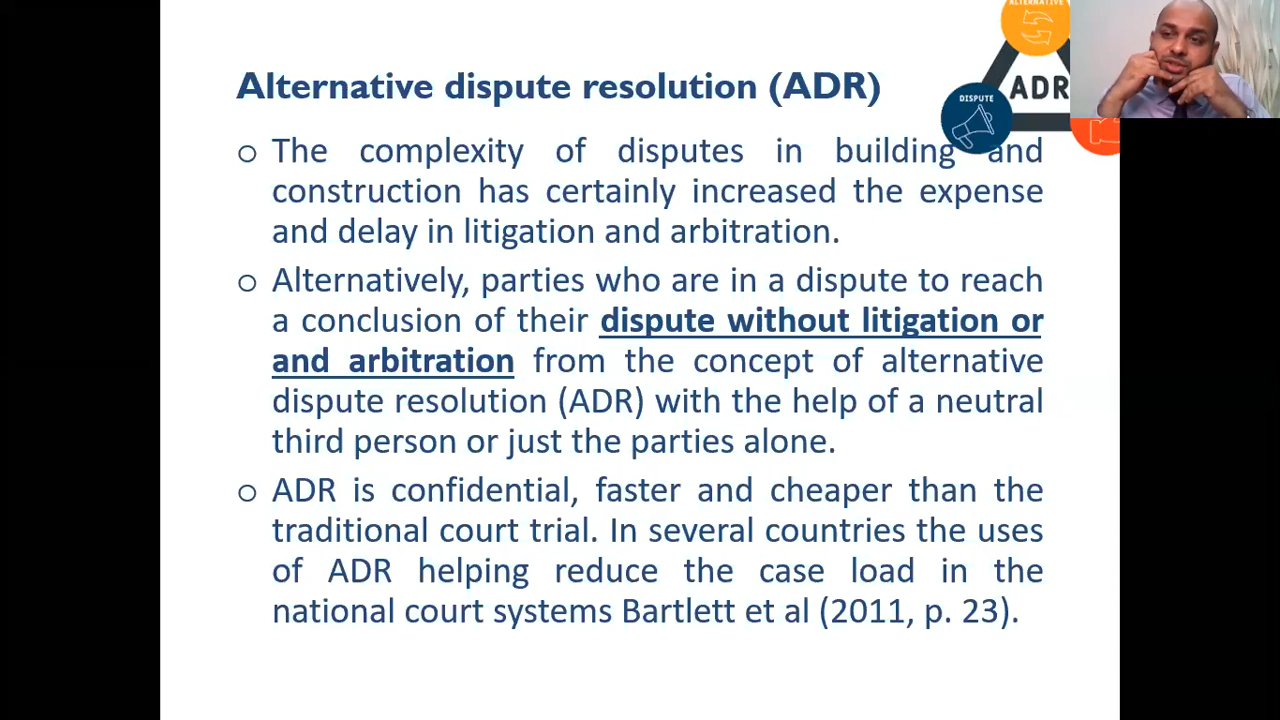 ALTERNATIVE
Alternative dispute resolution (ADR)
ADR
DISPUTE
o The complexity of disputes in building and
construction has certainly increased the expense
and delay in litigation and arbitration.
o Alternatively, parties who are in a dispute to reach
a conclusion of their dispute without litigation or
and arbitration from the concept of alternative
dispute resolution (ADR) with the help of a neutral
third person or just the parties alone.
o ADR is confidential, faster and cheaper than the
traditional court trial. In several countries the uses
of ADR helping reduce the case load in the
national court systems Bartlett et al (2011, p. 23).